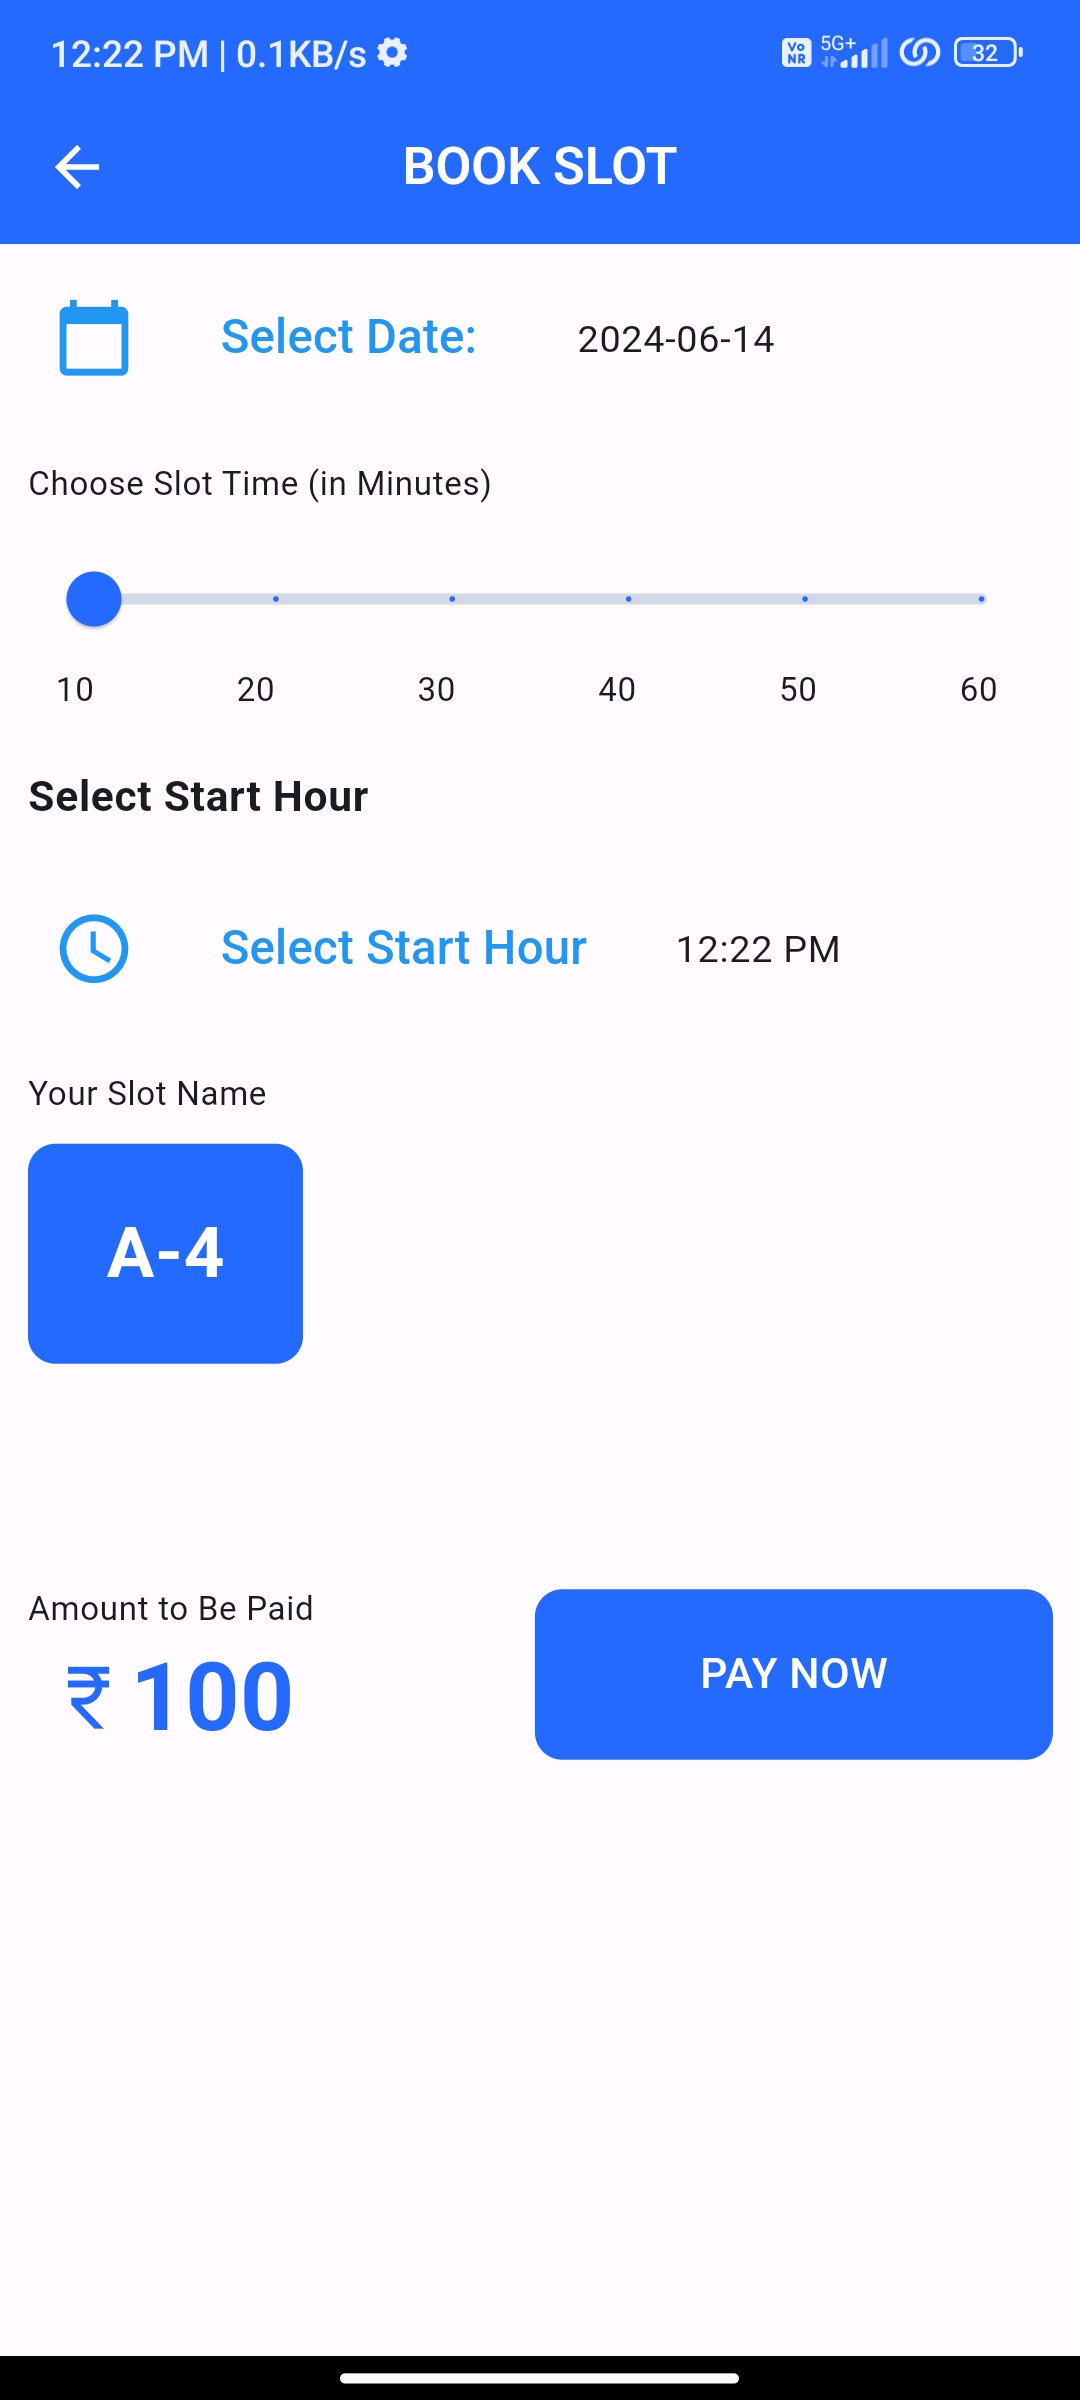 12:22 PM | 0.1KB/s
Vo NR 5G+ 32
BOOK SLOT
Select Date: 2024-06-14
Choose Slot Time (in Minutes)
10 20 30 40 50 60
Select Start Hour
Select Start Hour 12:22 PM
Your Slot Name
A-4
Amount to Be Paid
₹ 100
PAY NOW